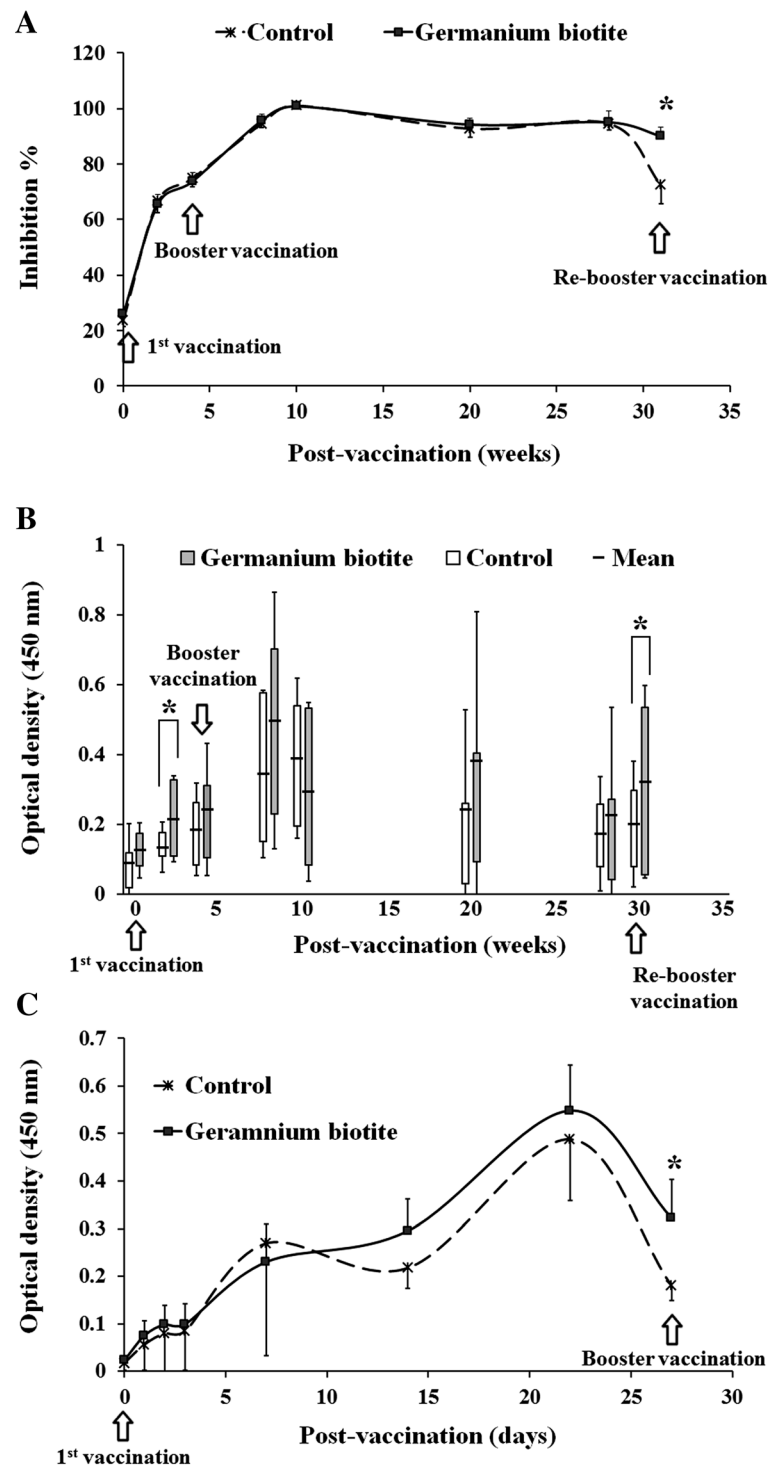 A
Control
Germanium biotite
120
100
80
60
40
20
0
Inhibition %
*
Booster vaccination
Re-booster vaccination
1st vaccination
0 5 10 15 20 25 30 35
Post-vaccination (weeks)
B
Germanium biotite
Control
Mean
1
0.8
0.6
0.4
0.2
0
Optical density (450 nm)
Booster
vaccination
*
*
0 5 10 15 20 25 30 35
Post-vaccination (weeks)
1st vaccination
Re-booster
vaccination
C
Control
Geramnium biotite
0.7
0.6
0.5
0.4
0.3
0.2
0.1
0
Optical density (450 nm)
*
Booster vaccination
0 5 10 15 20 25 30
Post-vaccination (days)
1st vaccination